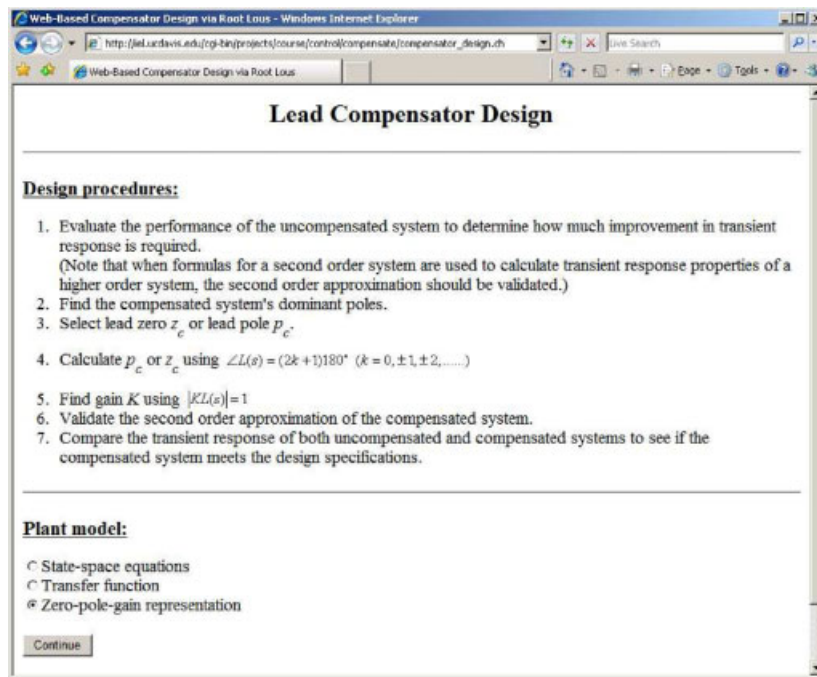 Web-Based Compensator Design via Root Lous - Windows Internet Explorer
http://iel.ucdavis.edu/cgi-bin/projects/course/control/compensate/compensator_design.ch
Live Search
Web-Based Compensator Design via Root Lous
Page
Tools
Lead Compensator Design
Design procedures:
1. Evaluate the performance of the uncompensated system to determine how much improvement in transient
response is required.
(Note that when formulas for a second order system are used to calculate transient response properties of a
higher order system, the second order approximation should be validated.)
2. Find the compensated system's dominant poles.
3. Select lead zero z_c or lead pole p_c.
4. Calculate p_c or z_c using ∠L(s) = (2k+1)180° (k = 0,±1,±2,......)
5. Find gain K using |KL(s)|=1
6. Validate the second order approximation of the compensated system.
7. Compare the transient response of both uncompensated and compensated systems to see if the
compensated system meets the design specifications.
Plant model:
State-space equations
Transfer function
Zero-pole-gain representation
Continue